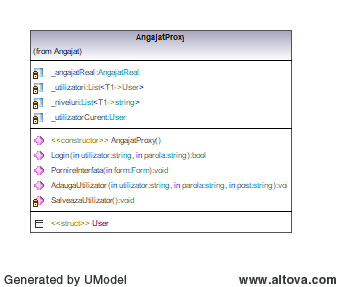 AngajatProxy
(from Angajat)
_angajatReal:AngajatReal
_utilizatori:List<T1->User>
_niveluri:List<T1->string>
_utilizatorCurent:User
<<constructor>> AngajatProxy()
Login(in utilizator:string, in parola:string):bool
PornireInterfata(in form:Form):void
AdaugaUtilizator(in utilizator:string, in parola:string, in post:string):voi
SalveazaUtilizator():void
<<struct>> User
Generated by UModel
www.altova.com